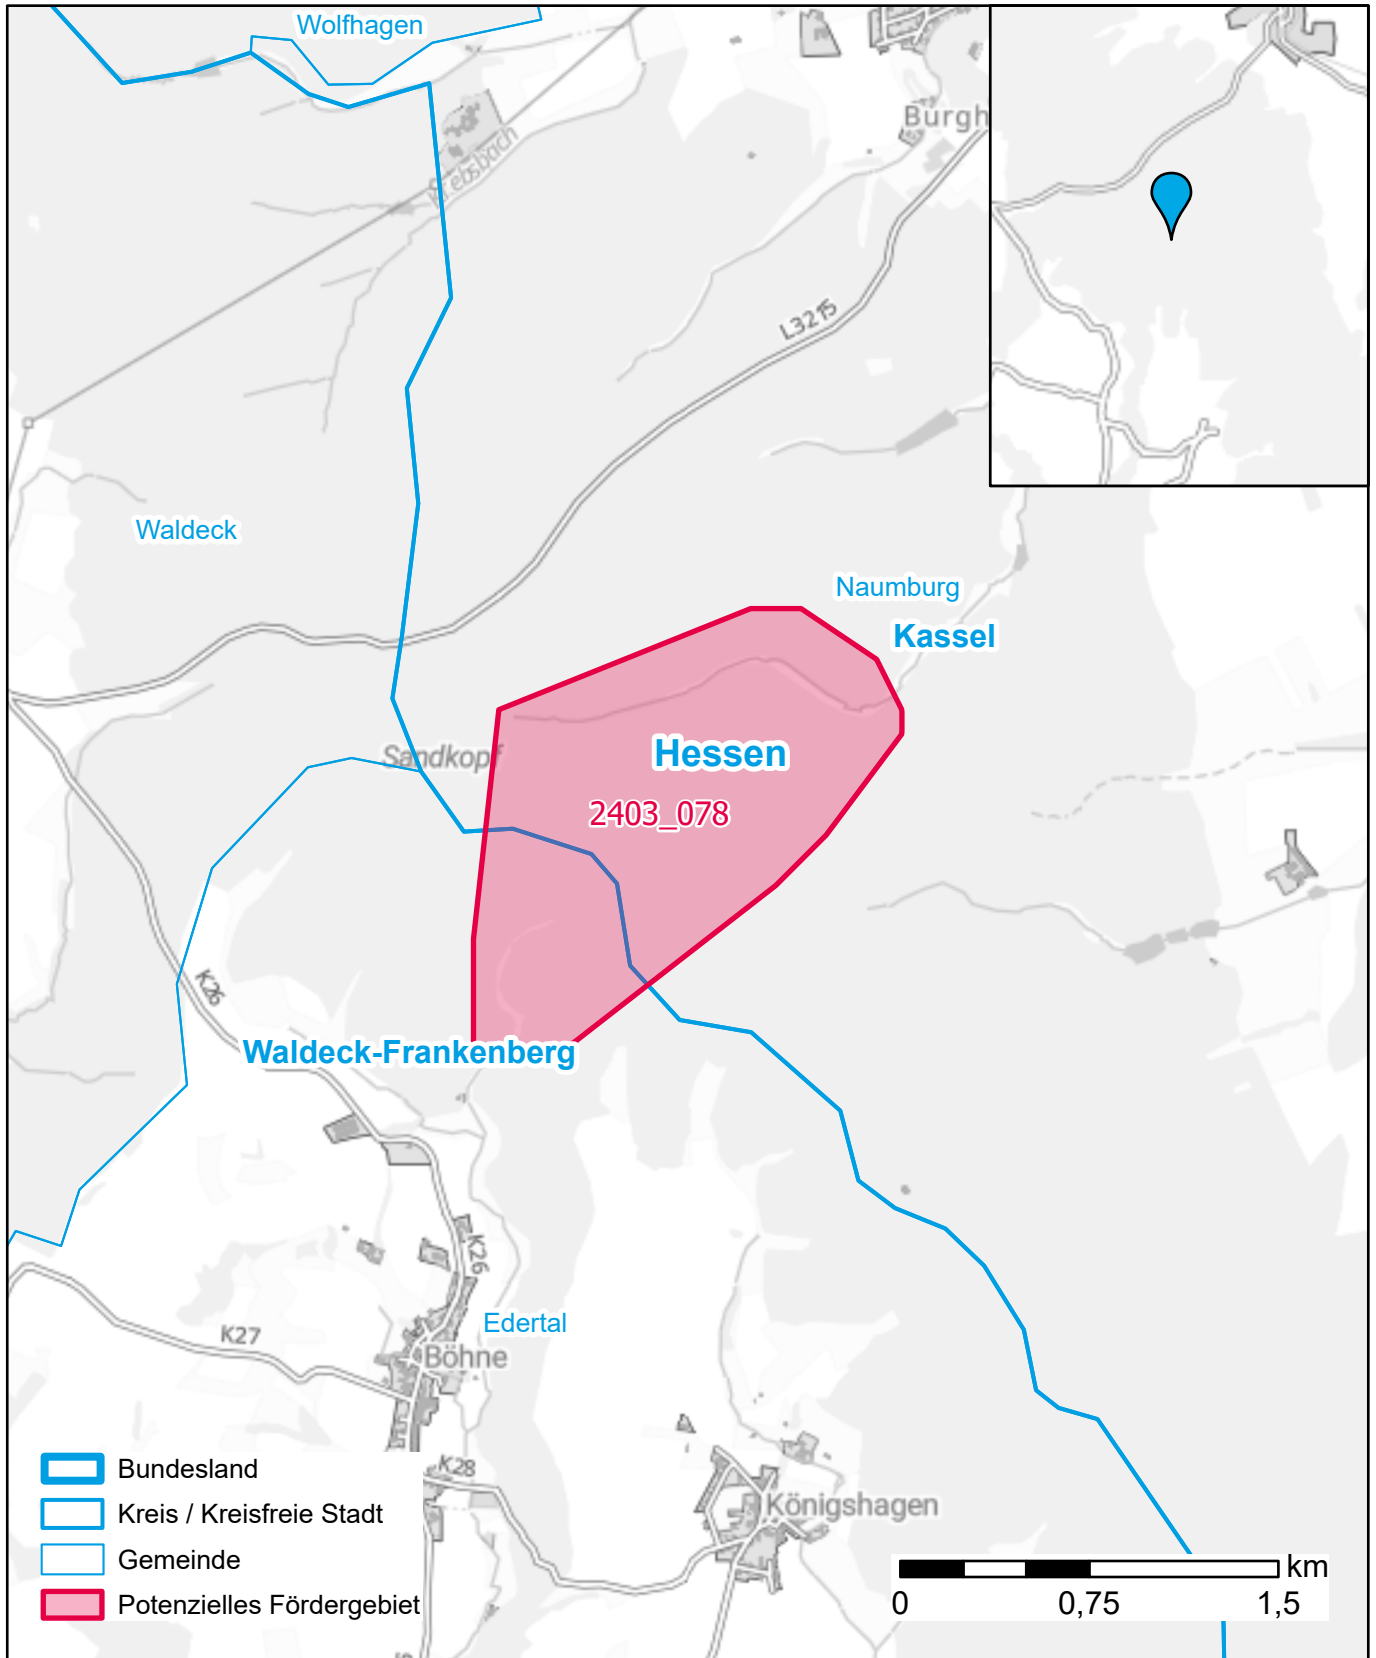 Wolfhagen
Burgh
Krebsbach
L3215
Waldeck
Naumburg
Kassel
Sandkopf
Hessen
2403_078
K26
Waldeck-Frankenberg
K26
Edertal
K27
Böhne
K28
Königshagen
Bundesland
Kreis / Kreisfreie Stadt
Gemeinde
Potenzielles Fördergebiet
km
0 0,75 1,5